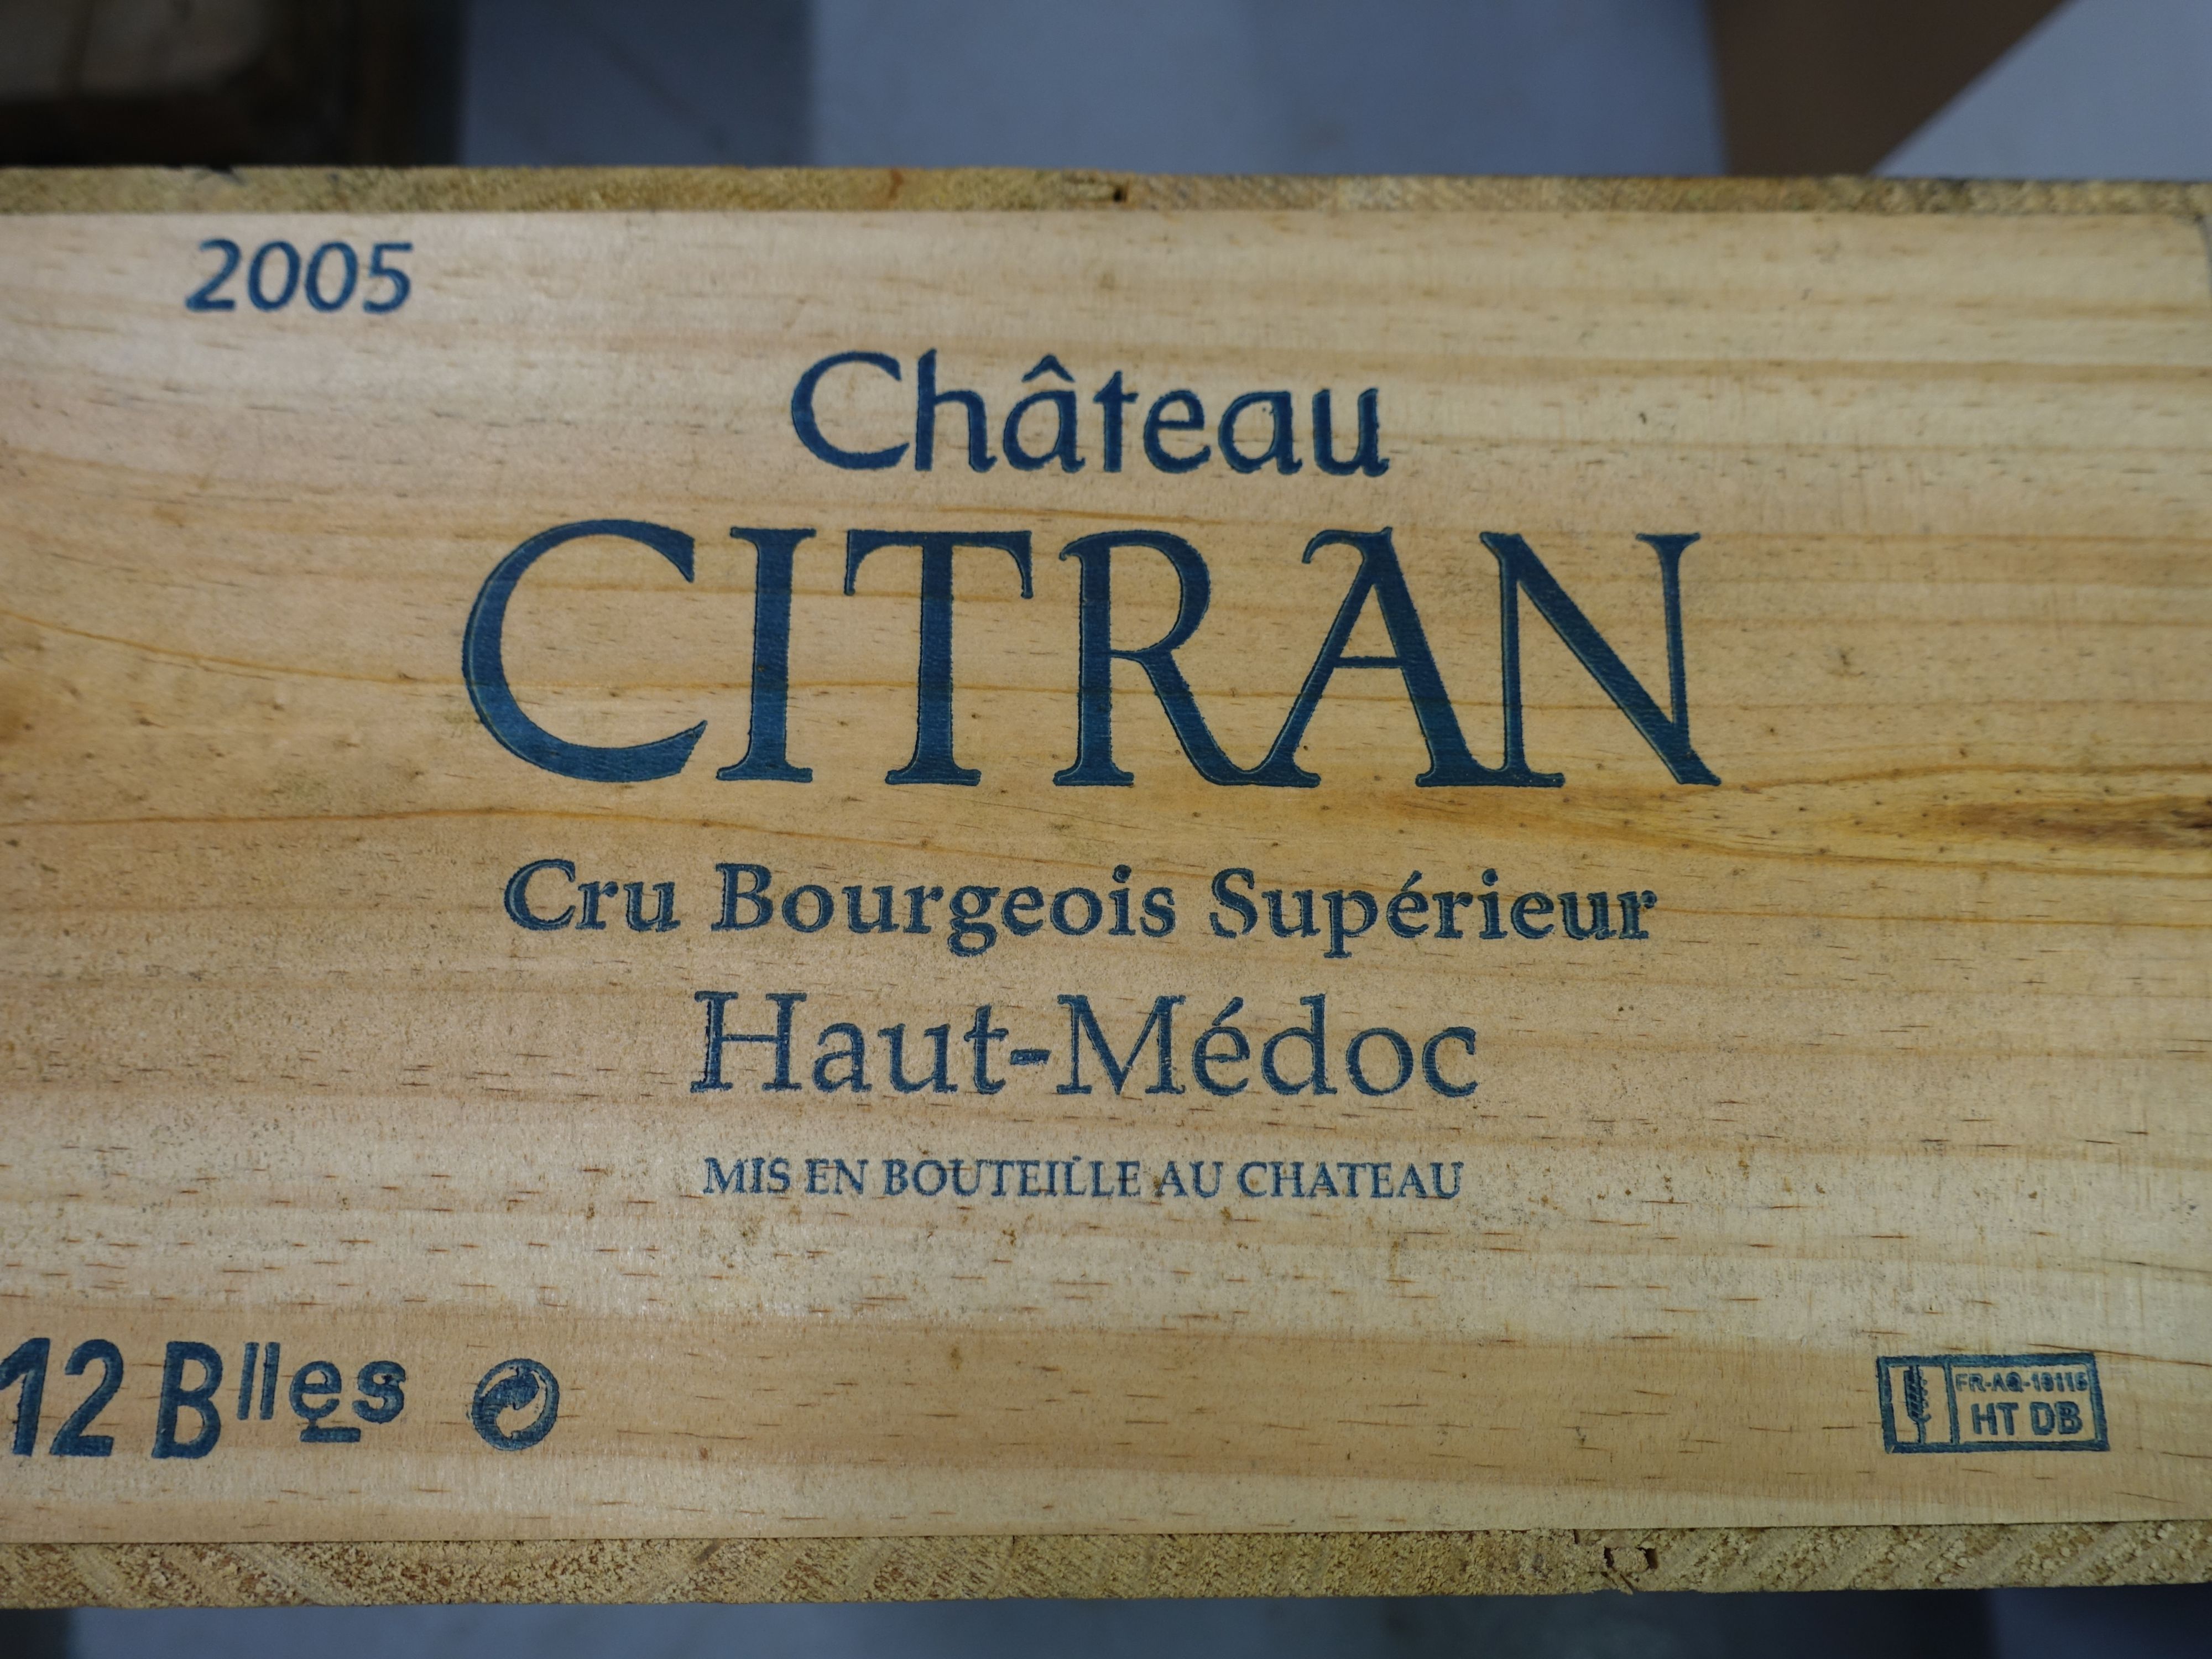 2005
Château
CITRAN
Cru Bourgeois Supérieur
Haut-Médoc
MIS EN BOUTEILLE AU CHATEAU
12 Blles
HT DB